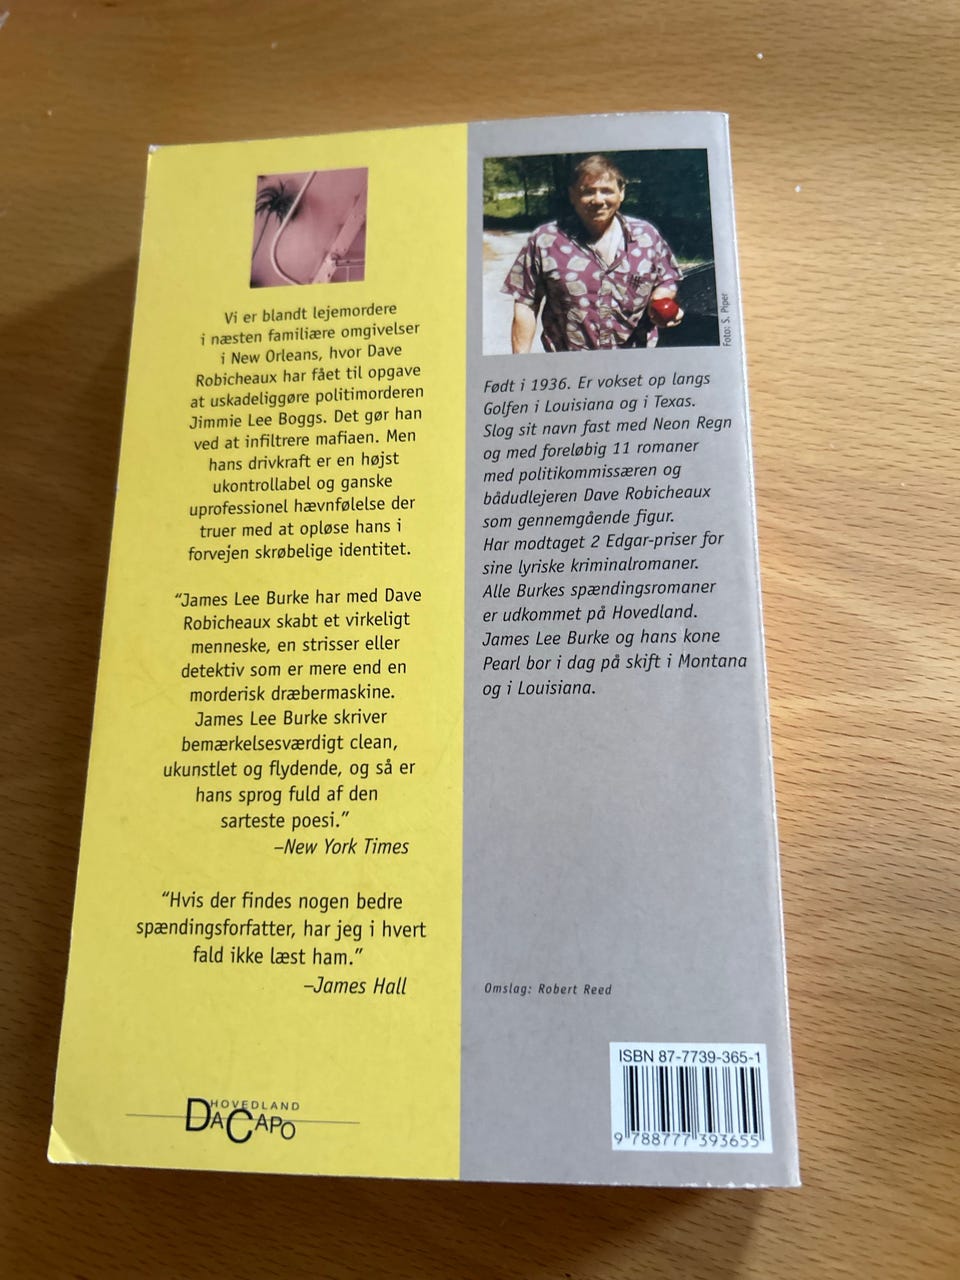 Vi er blandt lejemordere
i næsten familiære omgivelser
i New Orleans, hvor Dave
Robicheaux har fået til opgave
at uskadeliggøre politimorderen
Jimmie Lee Boggs. Det gør han
ved at infiltrere mafiaen. Men
hans drivkraft er en højst
ukontrollabel og ganske
uprofessionel hævnfølelse der
truer med at opløse hans i
forvejen skrøbelige identitet.
“James Lee Burke har med Dave
Robicheaux skabt et virkeligt
menneske, en strisser eller
detektiv som er mere end en
morderisk dræbermaskine.
James Lee Burke skriver
bemærkelsesværdigt clean,
ukunstlet og flydende, og så er
hans sprog fuld af den
sarteste poesi.”
–New York Times
“Hvis der findes nogen bedre
spændingsforfatter, har jeg i hvert
fald ikke læst ham.”
–James Hall
HOVEDLAND
DACAPO
Foto: S. Piper
Født i 1936. Er vokset op langs
Golfen i Louisiana og i Texas.
Slog sit navn fast med Neon Regn
og med foreløbig 11 romaner
med politikommissæren og
bådudlejeren Dave Robicheaux
som gennemgående figur.
Har modtaget 2 Edgar-priser for
sine lyriske kriminalromaner.
Alle Burkes spændingsromaner
er udkommet på Hovedland.
James Lee Burke og hans kone
Pearl bor i dag på skift i Montana
og i Louisiana.
Omslag: Robert Reed
ISBN 87-7739-365-1
9 788777 393655